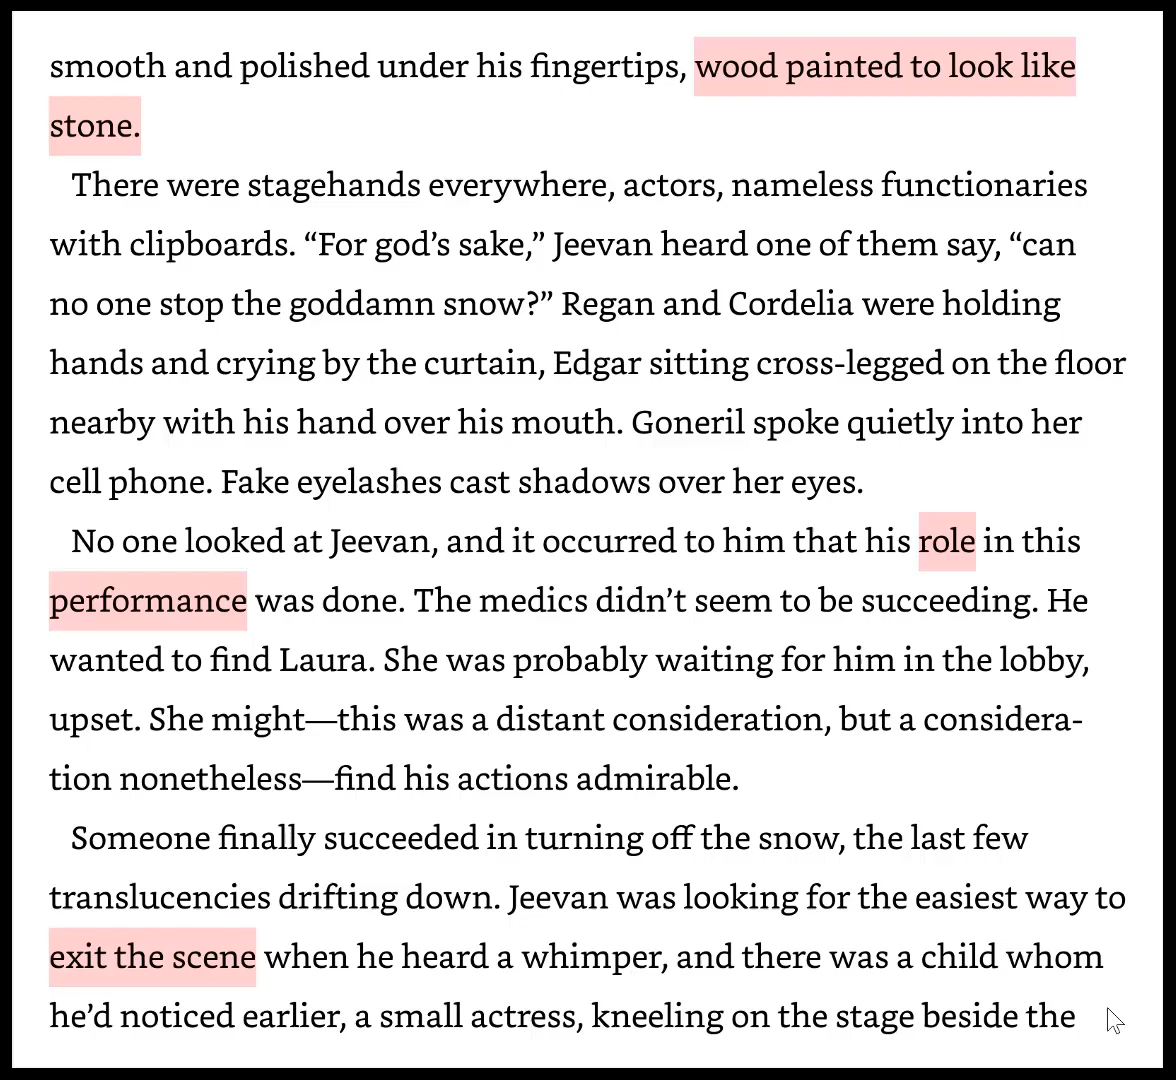 smooth and polished under his fingertips, wood painted to look like
stone.
There were stagehands everywhere, actors, nameless functionaries
with clipboards. “For god’s sake,” Jeevan heard one of them say, “can
no one stop the goddamn snow?” Regan and Cordelia were holding
hands and crying by the curtain, Edgar sitting cross-legged on the floor
nearby with his hand over his mouth. Goneril spoke quietly into her
cell phone. Fake eyelashes cast shadows over her eyes.
No one looked at Jeevan, and it occurred to him that his role in this
performance was done. The medics didn’t seem to be succeeding. He
wanted to find Laura. She was probably waiting for him in the lobby,
upset. She might—this was a distant consideration, but a considera-
tion nonetheless—find his actions admirable.
Someone finally succeeded in turning off the snow, the last few
translucencies drifting down. Jeevan was looking for the easiest way to
exit the scene when he heard a whimper, and there was a child whom
he’d noticed earlier, a small actress, kneeling on the stage beside the